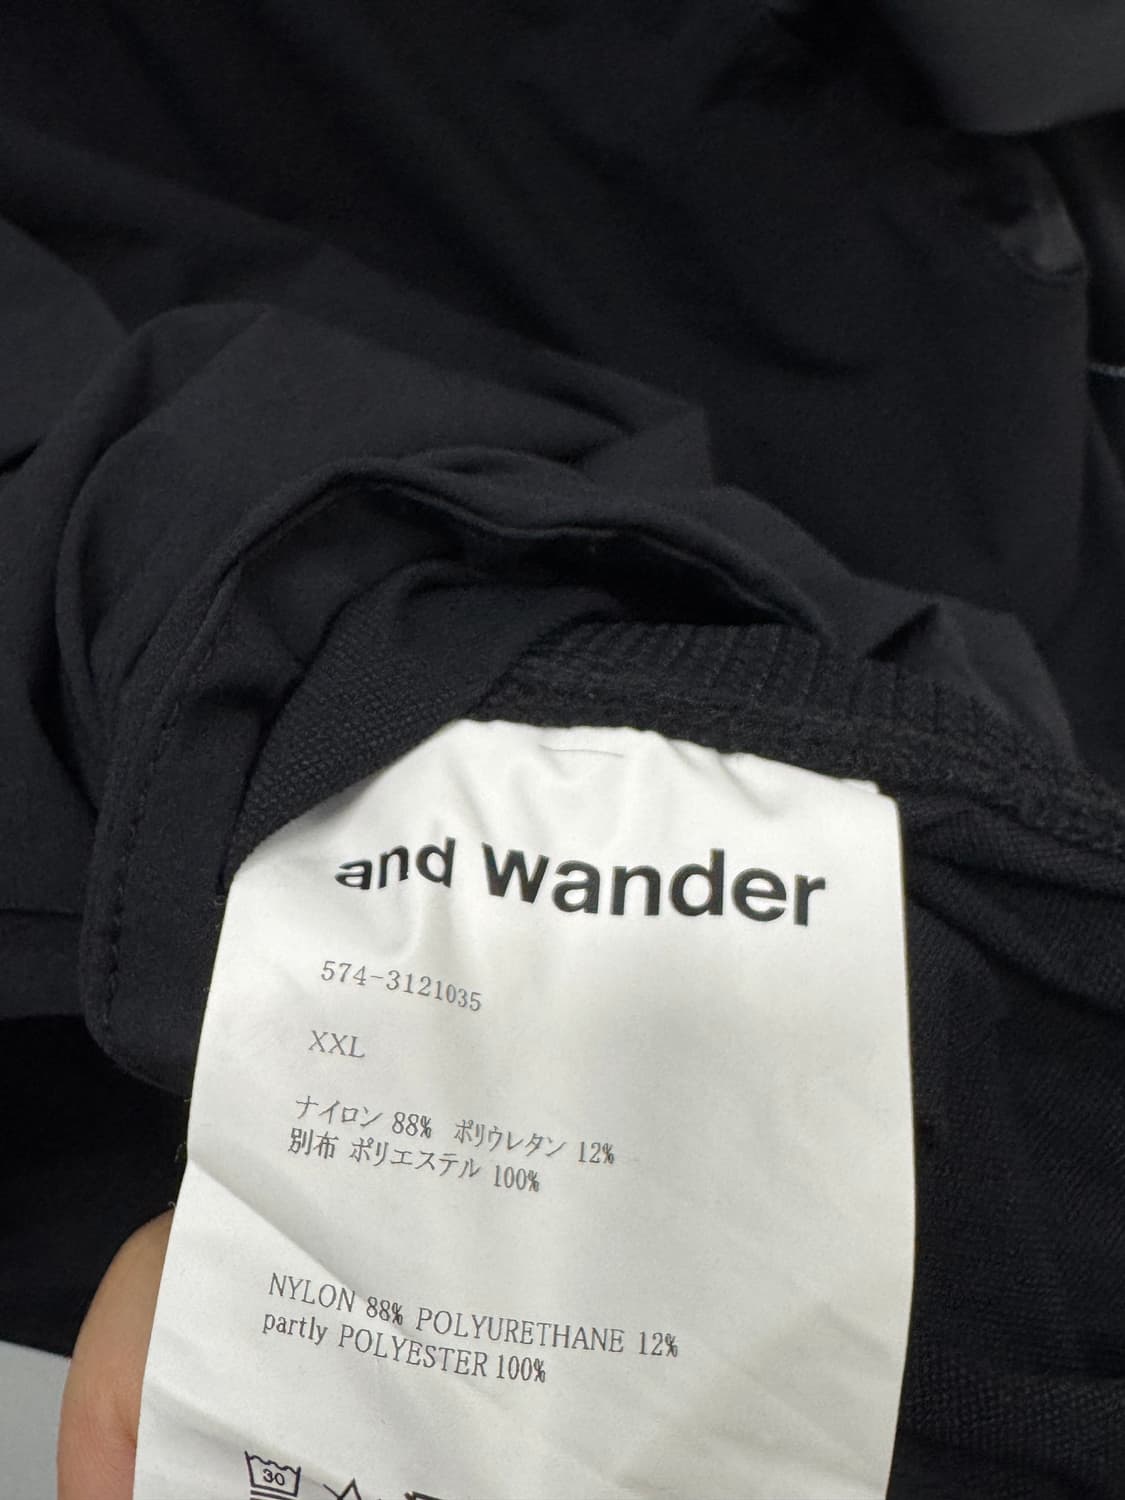 and wander
574-3121035
XXL
ナイロン 88% ポリウレタン 12%
別布 ポリエステル 100%
NYLON 88% POLYURETHANE 12%
partly POLYESTER 100%
30